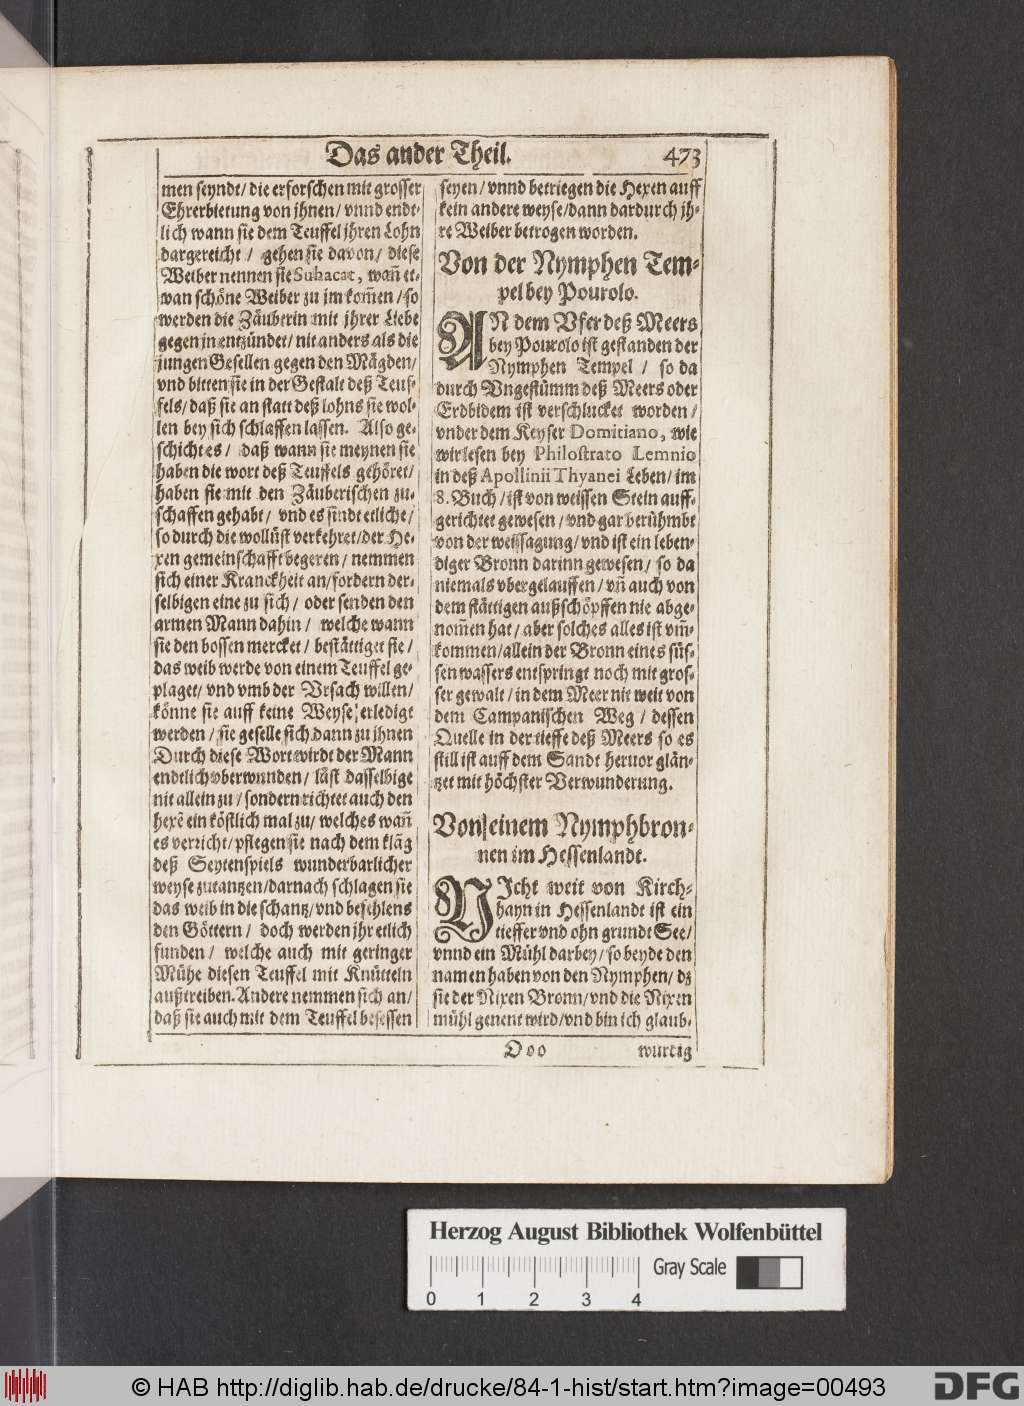 Das ander Theil. 473
men seyndt/ die erforschen mit grosser
Ehrerbietung von jhnen/ vnnd endt-
lich wann sie dem Teuffel jhren Lohn
dargereicht / gehen sie davon/ diese
Weiber nennen sie Suhacat, wañ et-
wan schöne Weiber zu jm kom̃en /so
werden die Zäuberin mit jhrer Liebe
gegen jn entzündet/ nit anders als die
jungen Gesellen gegen den Mägden/
vnd bitten sie in der Gestalt deß Teuf-
fels/ daß sie an statt deß lohns sie wol-
len bey sich schlaffen lassen. Also ge-
schicht es / daß wann sie meynen sie
haben die wort deß Teuffels gehöret/
haben sie mit den Zäuberischen zu-
schaffen gehabt/ vnd es sindt etliche/
so durch die wollüst verkehret/der He-
xen gemeinschafft begeren/ nemmen
sich einer Kranckheit an/ fordern der-
selbigen eine zu sich/ oder senden den
armen Mann dahin/ welche wann
sie den bossen mercket/ bestättiget sie/
das weib werde von einem Teuffel ge-
plaget/ vnd vmb der Vrsach willen/
könne sie auff keine Weyse erledigt
werden/ sie geselle sich dann zu jhnen
Durch diese Wort wirdt der Mann
endtlich vberwunden/ läst dasselbige
nit allein zu/ sondern richtet auch den
hexẽ ein köstlich mal zu/ welches wañ
es verricht/ pflegen sie nach dem klãg
deß Seytenspiels wunderbarlicher
weyse zutantzen/darnach schlagen sie
das weib in die schantz/ vnd befehlens
den Göttern/ doch werden jhr etlich
funden/ welche auch mit geringer
Mühe diesen Teuffel mit Knütteln
außtreiben. Andere nemmen sich an/
daß sie auch mit dem Teuffel besessen
seyen/ vnnd betriegen die Hexen auff
kein andere weyse/dann dardurch jh-
re Weiber betrogen worden.
Von der Nymphen Tem-
pel bey Pourolo.
AN dem Vfer deß Meers
bey Pourolo ist gestanden der
Nymphen Tempel / so da
durch Vngestümm deß Meers oder
Erdbidem ist verschlucket worden/
vnder dem Keyser Domitiano, wie
wir lesen bey Philostrato Lemnio
in deß Apollinii Thyanei Leben/ im
8. Buch/ ist von weissen Stein auff-
gerichtet gewesen/ vnd gar berühmbt
von der weissagung/ vnd ist ein leben-
diger Bronn darinn gewesen/ so da
niemals vbergelauffen/ vñ auch von
dem stättigen außschöpffen nie abge-
nom̃en hat/ aber solches alles ist vm̃-
kommen/allein der Bronn eines süs-
sen wassers entspringt noch mit gros-
ser gewalt/ in dem Meer nit weit von
dem Campanischen Weg/ dessen
Quelle in der tieffe deß Meers so es
still ist auff dem Sandt heruor glän-
tzet mit höchster Verwunderung.
Von einem Nymphbron-
nen im Hessenlandt.
NIcht weit von Kirch-
hayn in Hessenlandt ist ein
tieffer vnd ohn grundt See/
vnnd ein Mühl darbey/ so beyde den
namen haben von den Nymphen/ dz
sie der Nixen Bronn/ vnd die Nixen
mühl genent wird/vnd bin ich glaub-
Ooo wurtig
Herzog August Bibliothek Wolfenbüttel
Gray Scale
0 1 2 3 4
© HAB http://diglib.hab.de/drucke/84-1-hist/start.htm?image=00493
DFG